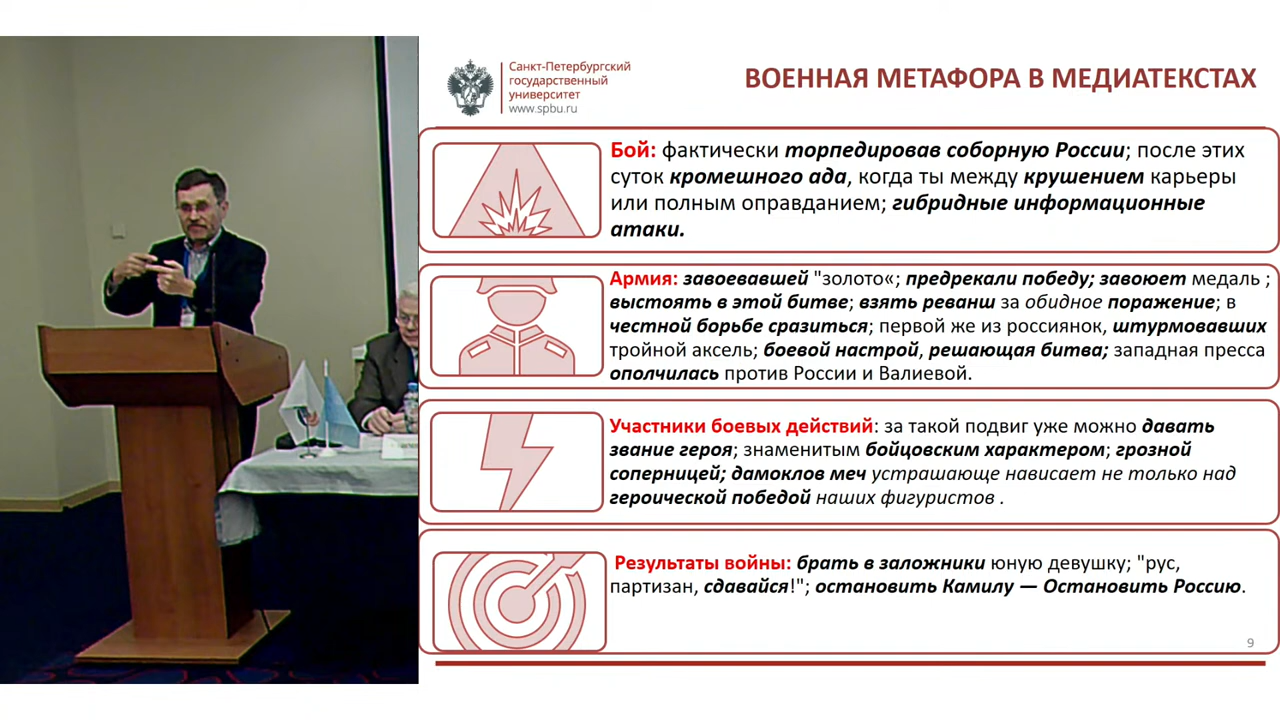 Санкт-Петербургский
государственный
университет
www.spbu.ru
ВОЕННАЯ МЕТАФОРА В МЕДИАТЕКСТАХ
Бой: фактически торпедировав соборную России; после этих
суток кромешного ада, когда ты между крушением карьеры
или полным оправданием; гибридные информационные
атаки.
Армия: завоевавшей "золото«; предрекали победу; завоюет медаль ;
выстоять в этой битве; взять реванш за обидное поражение; в
честной борьбе сразиться; первой же из россиянок, штурмовавших
тройной аксель; боевой настрой, решающая битва; западная пресса
ополчилась против России и Валиевой.
Участники боевых действий: за такой подвиг уже можно давать
звание героя; знаменитым бойцовским характером; грозной
соперницей; дамоклов меч устрашающе нависает не только над
героической победой наших фигуристов .
Результаты войны: брать в заложники юную девушку; "рус,
партизан, сдавайся!"; остановить Камилу — Остановить Россию.
9